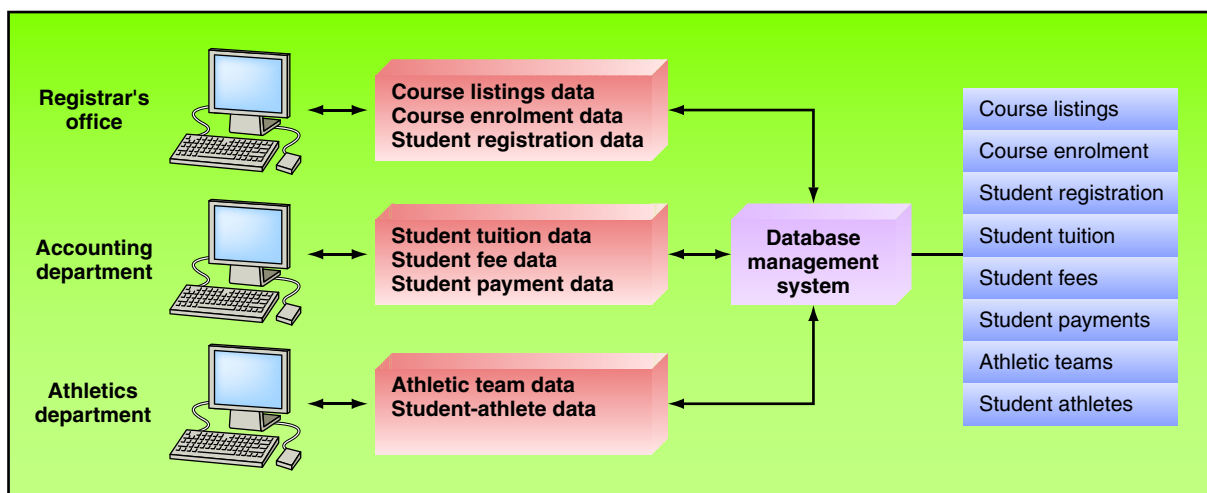 Registrar's
office
Course listings data
Course enrolment data
Student registration data
Accounting
department
Student tuition data
Student fee data
Student payment data
Athletics
department
Athletic team data
Student-athlete data
Database
management
system
Course listings
Course enrolment
Student registration
Student tuition
Student fees
Student payments
Athletic teams
Student athletes